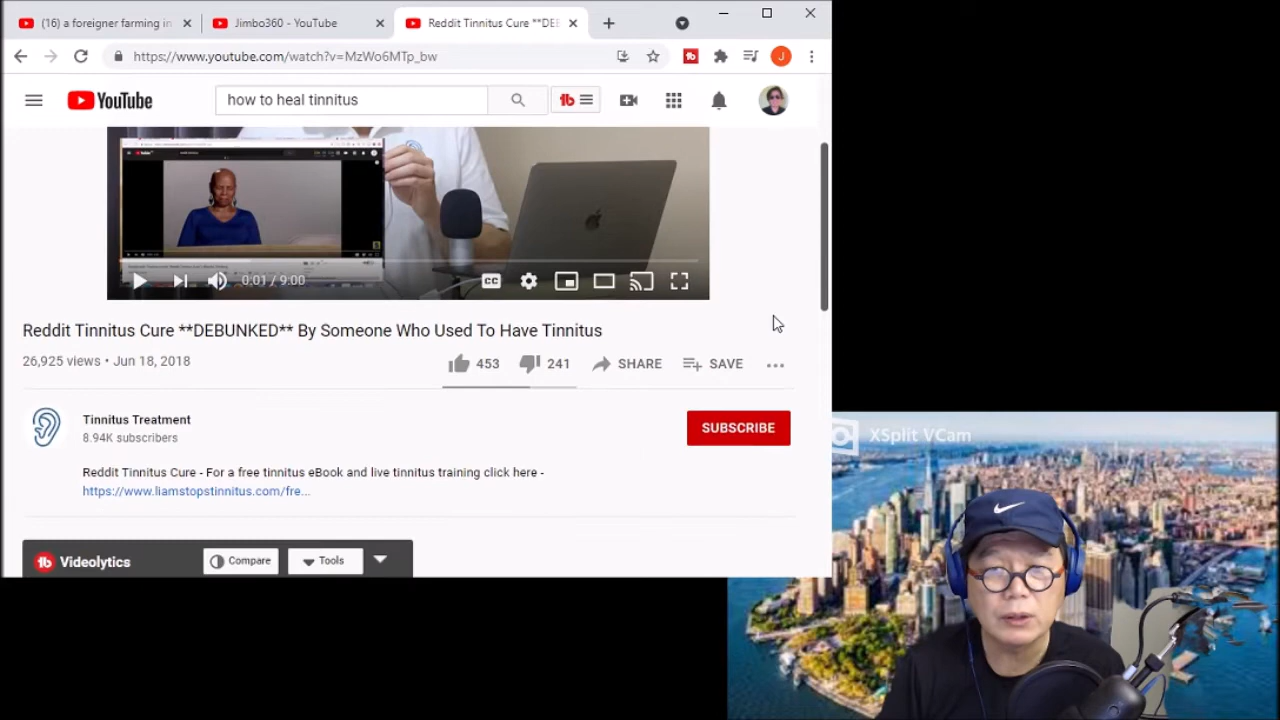 (16) a foreigner farming in
Jimbo360 - YouTube
Reddit Tinnitus Cure **DE
https://www.youtube.com/watch?v=MzWo6MTp_bw
J
YouTube
how to heal tinnitus
0:01 / 9:00
CC
Reddit Tinnitus Cure **DEBUNKED** By Someone Who Used To Have Tinnitus
26,925 views • Jun 18, 2018
453
241
SHARE
SAVE
Tinnitus Treatment
8.94K subscribers
SUBSCRIBE
Reddit Tinnitus Cure - For a free tinnitus eBook and live tinnitus training click here -
https://www.liamstopstinnitus.com/fre...
Videolytics
Compare
Tools
XSplit VCam